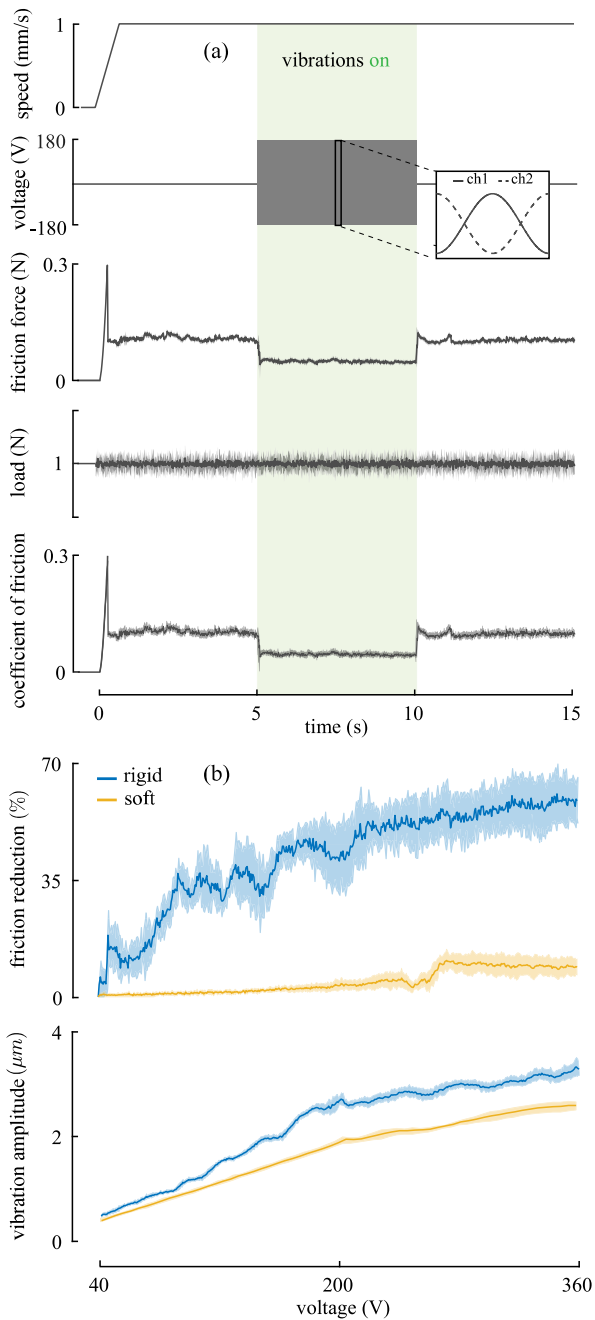 1
(a)
vibrations on
speed (mm/s)
0
180
voltage (V)
-180
ch1 ch2
0.3
friction force (N)
0
load (N)
1
0.3
coefficient of friction
0
0 5 10 15
time (s)
70
(b)
rigid
soft
friction reduction (%)
35
0
4
vibration amplitude (μm)
2
0
40 200 360
voltage (V)